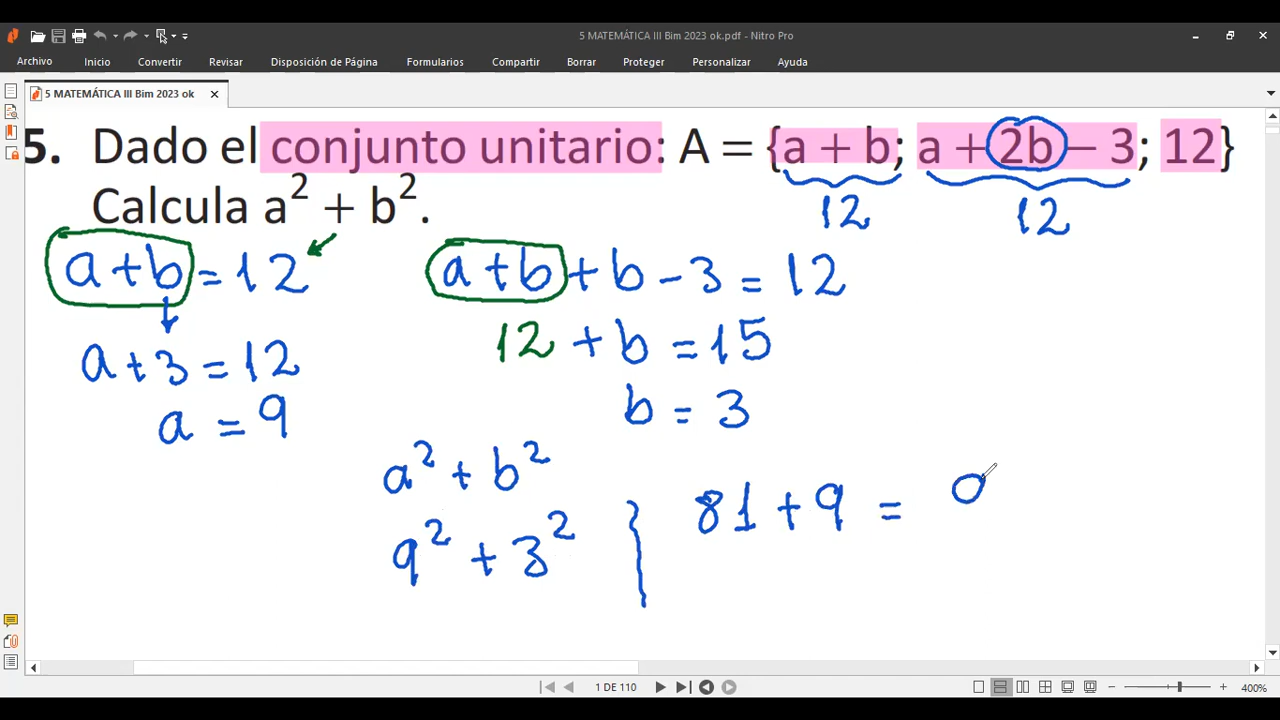 5 MATEMÁTICA III Bim 2023 ok.pdf - Nitro Pro
Archivo Inicio Convertir Revisar Disposición de Página Formularios Compartir Borrar Proteger Personalizar Ayuda
5 MATEMÁTICA III Bim 2023 ok
5. Dado el conjunto unitario: A = {a + b; a + 2b − 3; 12}
Calcula a² + b².
12 12
a + b = 12 a + b + b − 3 = 12
a + 3 = 12 12 + b = 15
a = 9 b = 3
a² + b²
9² + 3² 81 + 9 =
1 DE 110
400%